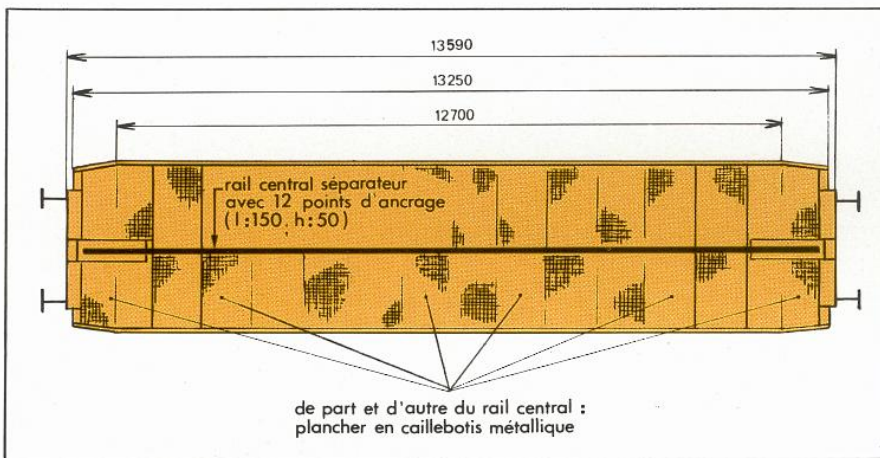 13590
13250
12700
rail central séparateur
avec 12 points d'ancrage
(l:150. h:50)
de part et d'autre du rail central :
plancher en caillebotis métallique